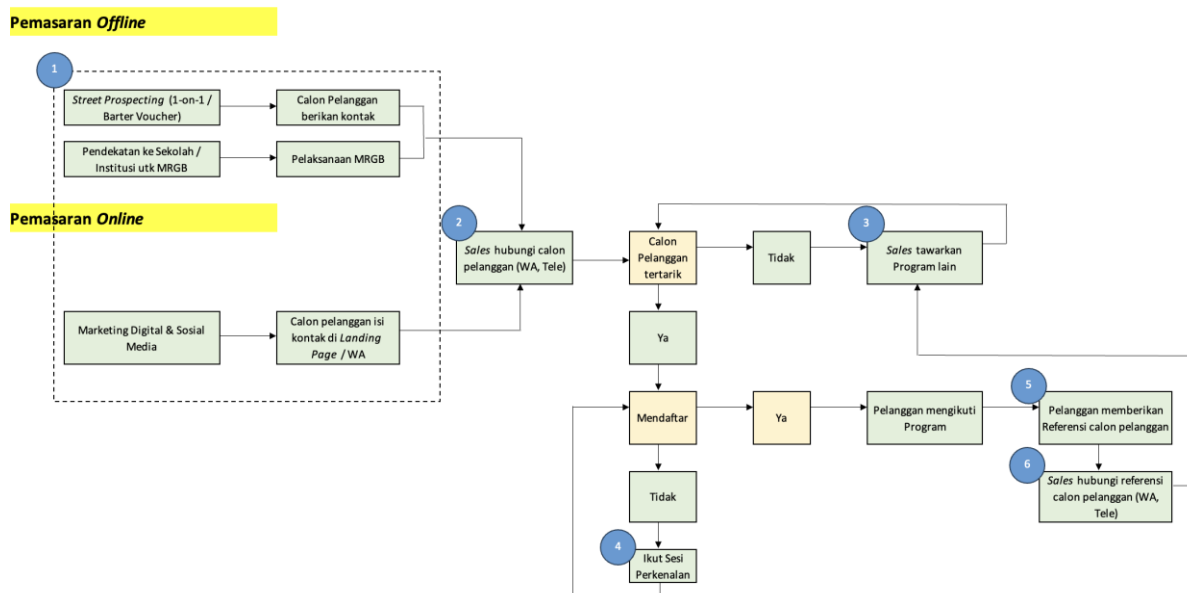 Pemasaran Offline
1
Street Prospecting (1-on-1 /
Barter Voucher)
Calon Pelanggan
berikan kontak
Pendekatan ke Sekolah /
Institusi utk MRGB
Pelaksanaan MRGB
Pemasaran Online
2
Sales hubungi calon
pelanggan (WA, Tele)
Calon
Pelanggan
tertarik
Tidak
3
Sales tawarkan
Program lain
Marketing Digital & Sosial
Media
Calon pelanggan isi
kontak di Landing
Page / WA
Ya
Mendaftar
Ya
Pelanggan mengikuti
Program
5
Pelanggan memberikan
Referensi calon pelanggan
6
Sales hubungi referensi
calon pelanggan (WA,
Tele)
Tidak
4
Ikut Sesi
Perkenalan